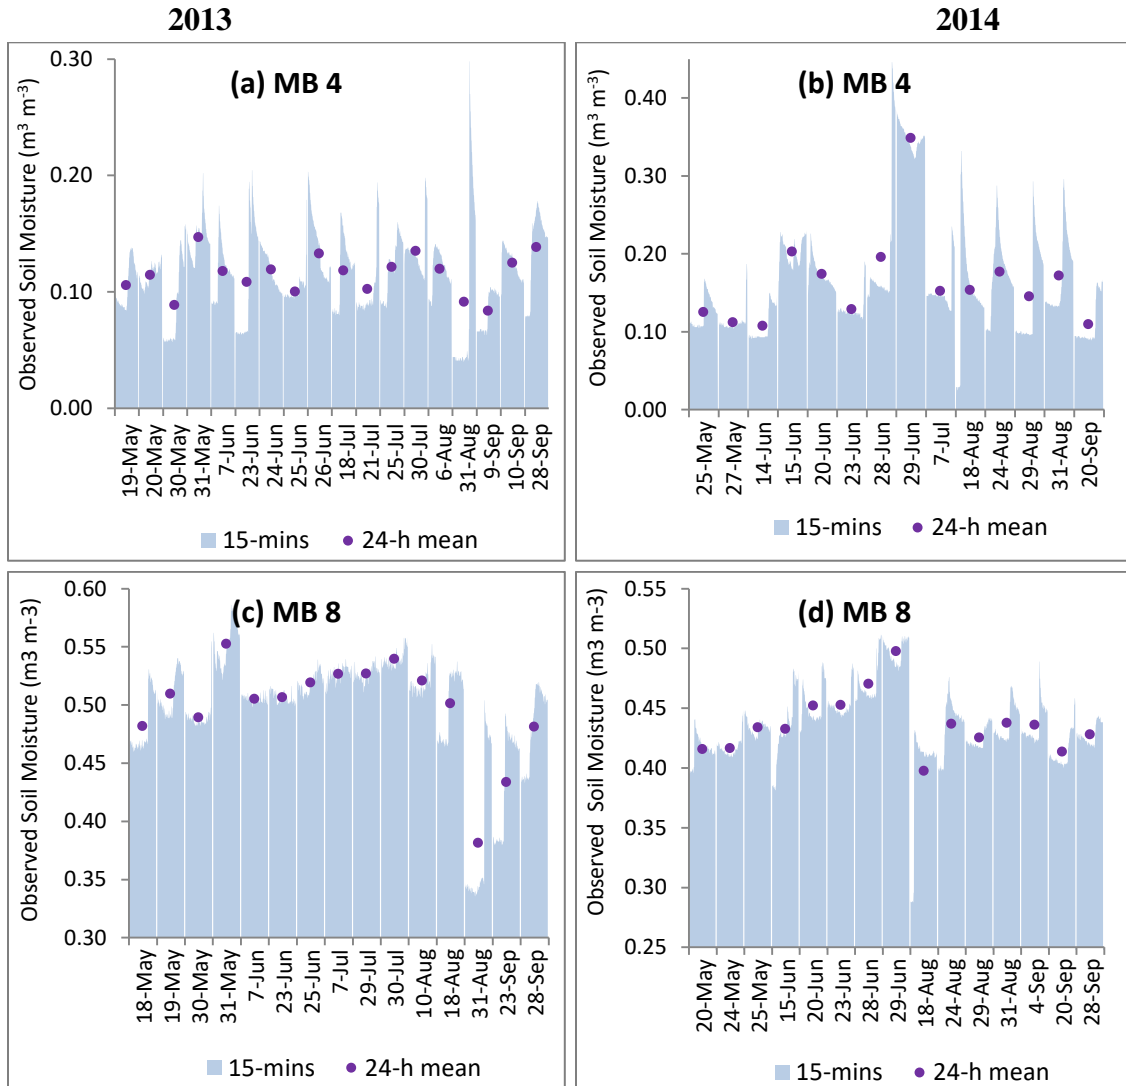 2013
2014
(a) MB 4
Observed Soil Moisture (m³ m⁻³)
0.30
0.20
0.10
0.00
19-May
20-May
30-May
31-May
7-Jun
23-Jun
24-Jun
25-Jun
26-Jun
18-Jul
21-Jul
25-Jul
30-Jul
6-Aug
31-Aug
9-Sep
10-Sep
28-Sep
15-mins 24-h mean
(b) MB 4
Observed Soil Moisture (m³ m⁻³)
0.40
0.30
0.20
0.10
0.00
25-May
27-May
14-Jun
15-Jun
20-Jun
23-Jun
28-Jun
29-Jun
7-Jul
18-Aug
24-Aug
29-Aug
31-Aug
20-Sep
15-mins 24-h mean
(c) MB 8
Observed Soil Moisture (m3 m-3)
0.60
0.55
0.50
0.45
0.40
0.35
0.30
18-May
19-May
30-May
31-May
7-Jun
23-Jun
25-Jun
7-Jul
29-Jul
30-Jul
10-Aug
18-Aug
31-Aug
23-Sep
28-Sep
15-mins 24-h mean
(d) MB 8
Observed Soil Moisture (m3 m-3)
0.55
0.50
0.45
0.40
0.35
0.30
0.25
20-May
24-May
25-May
15-Jun
20-Jun
23-Jun
28-Jun
29-Jun
18-Aug
24-Aug
29-Aug
31-Aug
4-Sep
20-Sep
28-Sep
15-mins 24-h mean